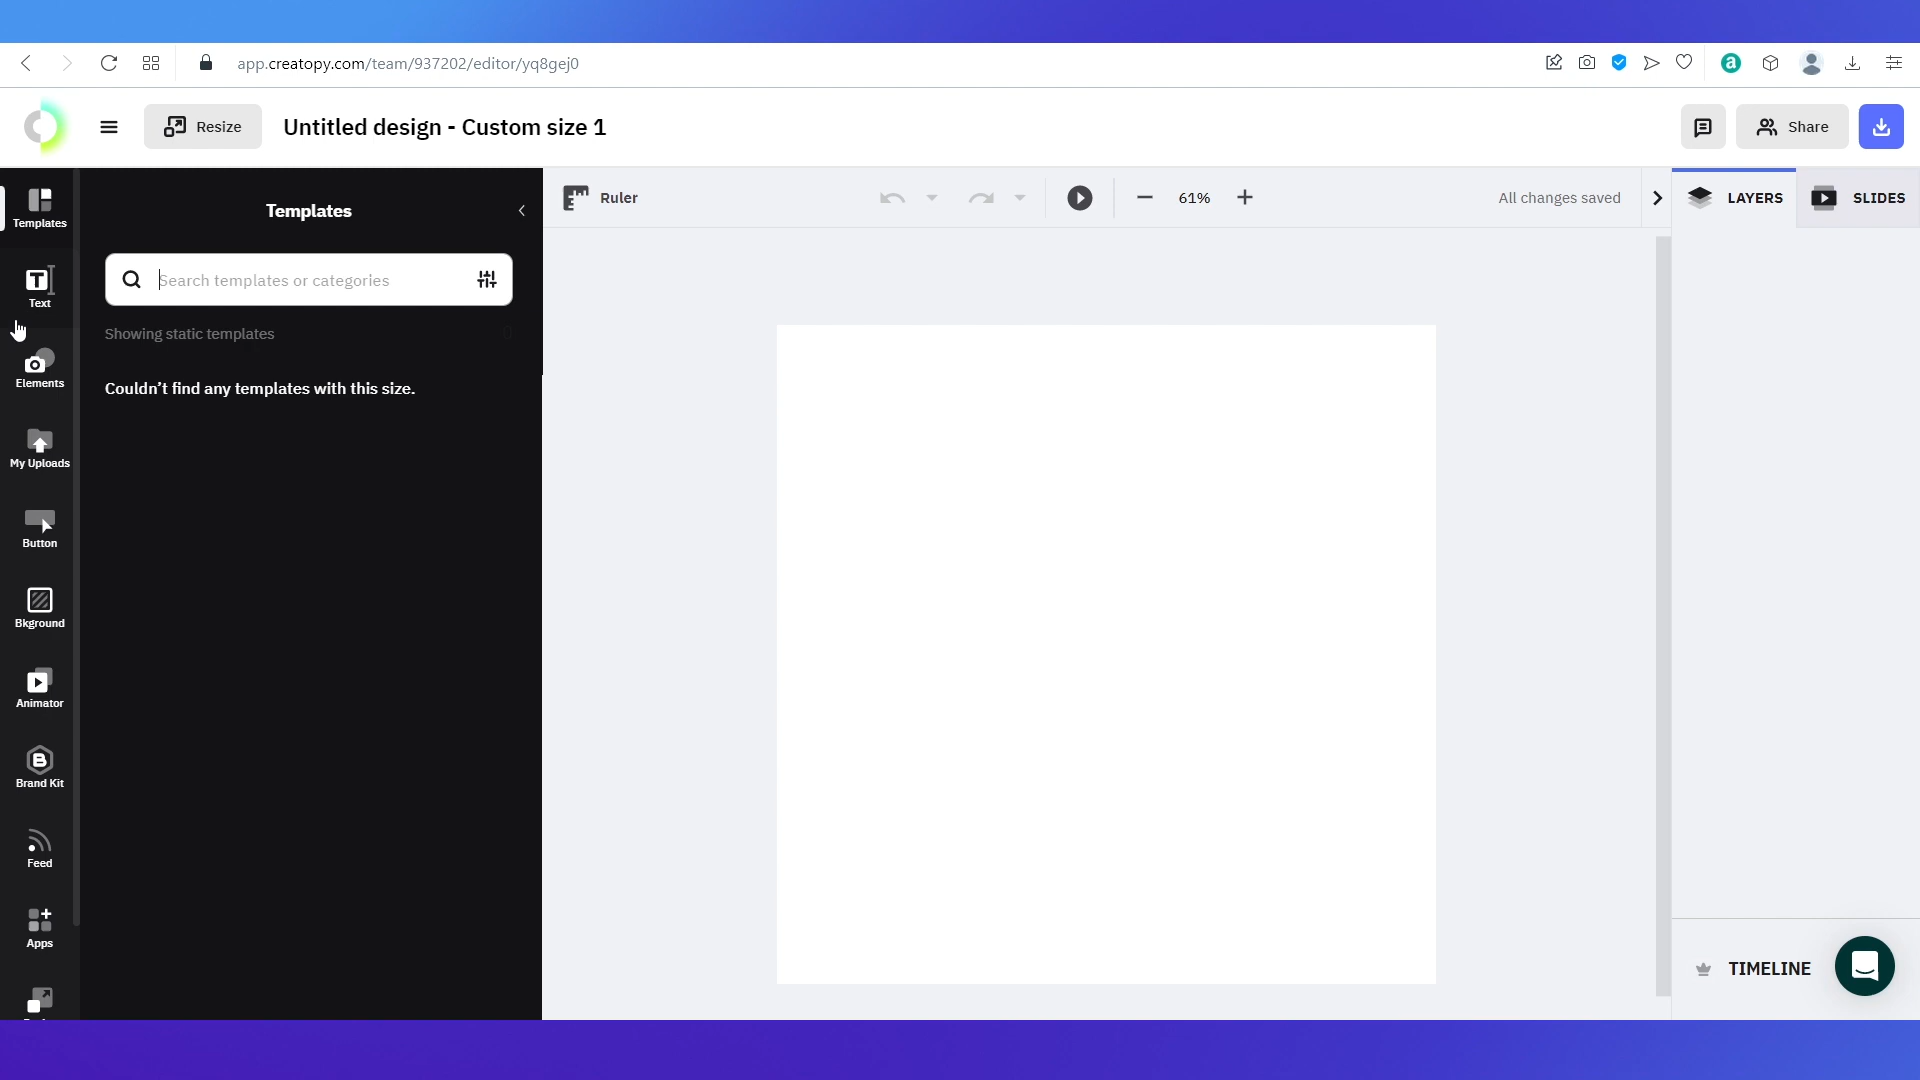 app.creatopy.com/team/937202/editor/yq8gej0
Resize
Untitled design - Custom size 1
Share
Templates
Text
Elements
My Uploads
Button
Bkground
Animator
Brand Kit
Feed
Apps
Templates
Search templates or categories
Showing static templates
0
Couldn't find any templates with this size.
Ruler
61%
All changes saved
LAYERS
SLIDES
TIMELINE